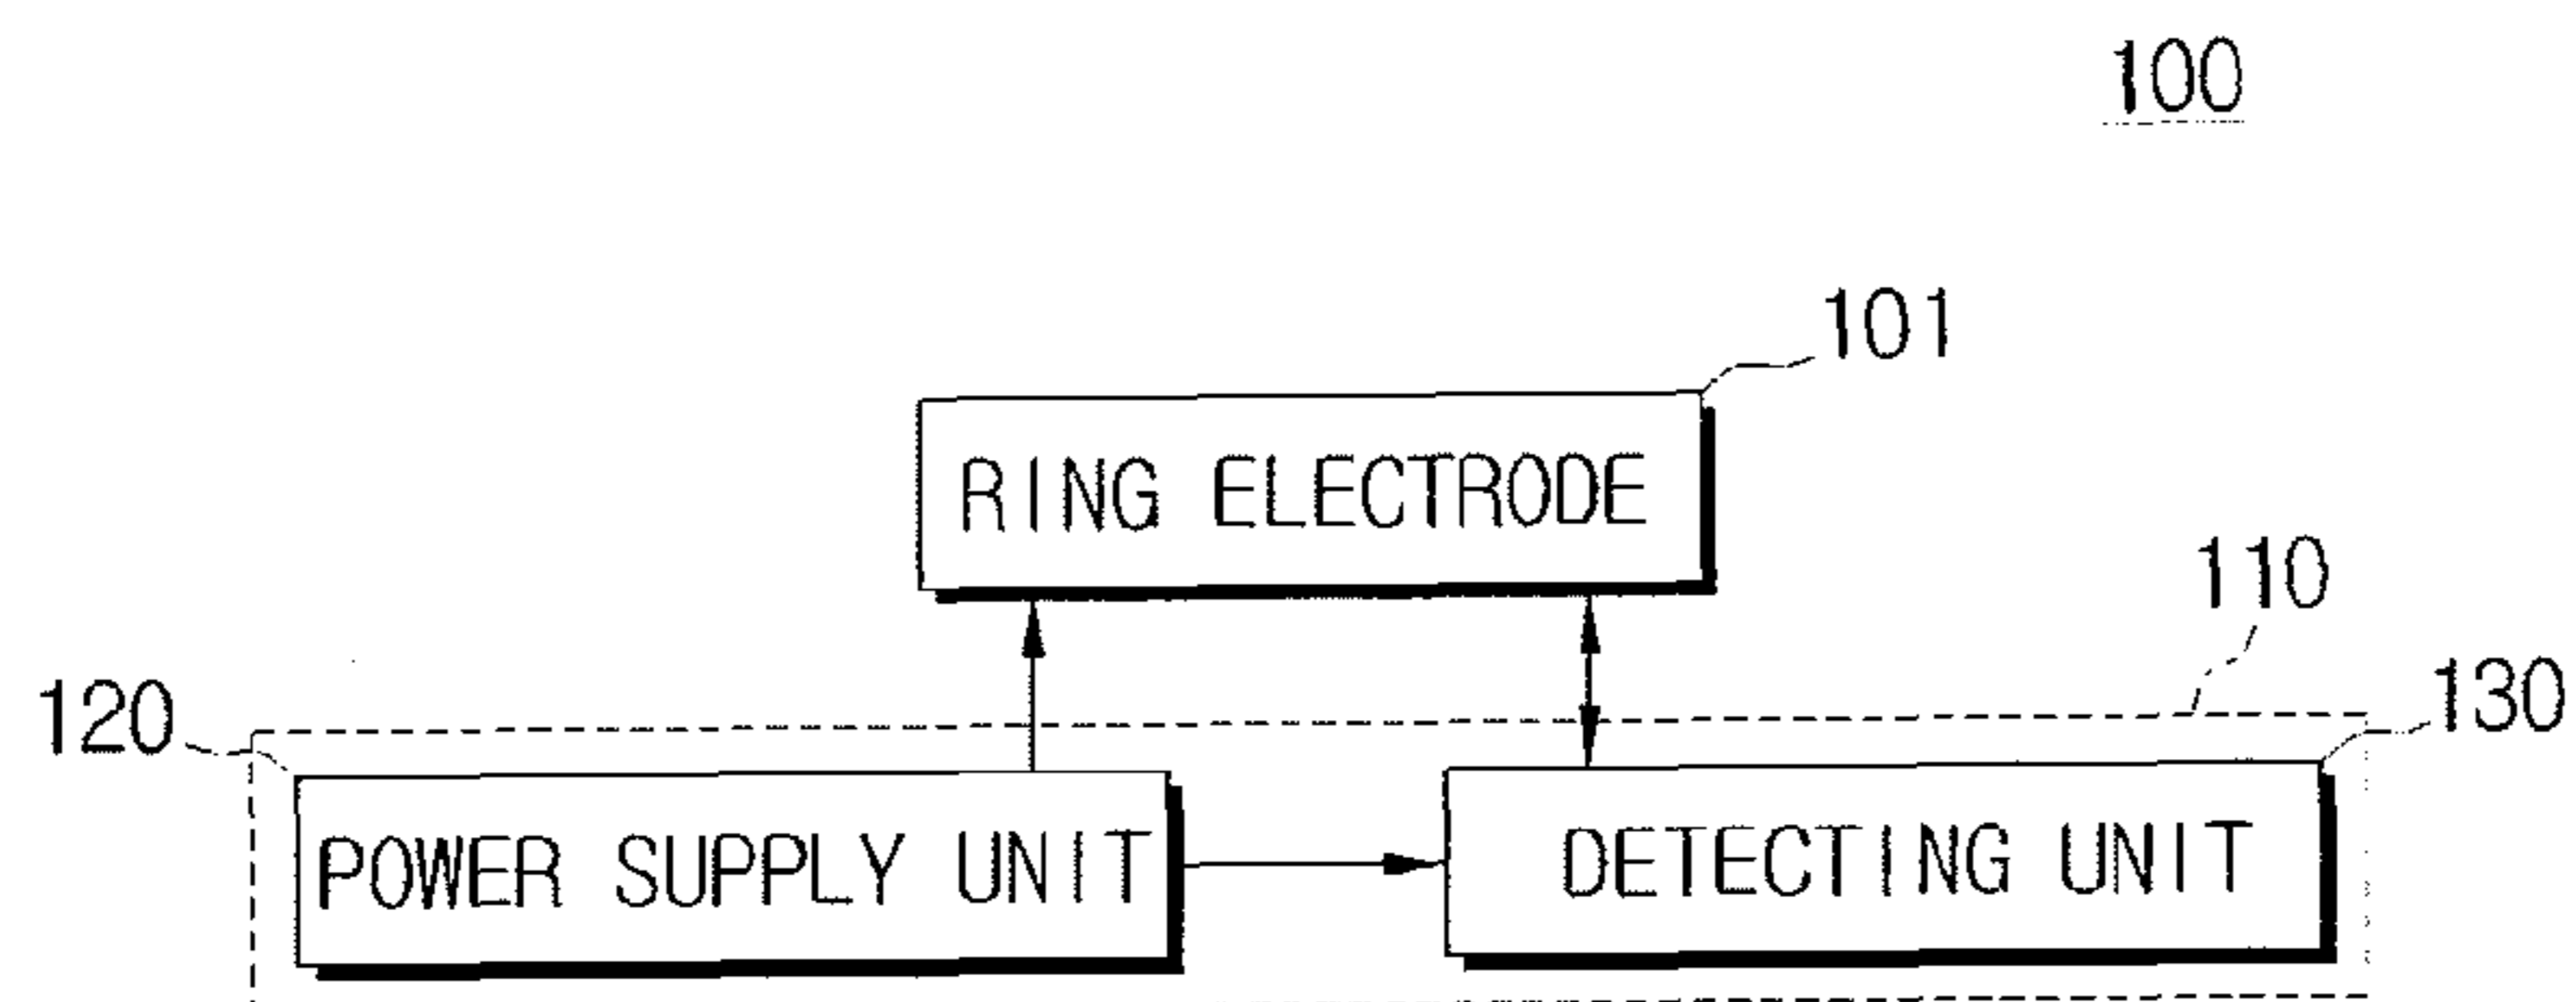 100
101
RING ELECTRODE
110
120
130
POWER SUPPLY UNIT
DETECTING UNIT